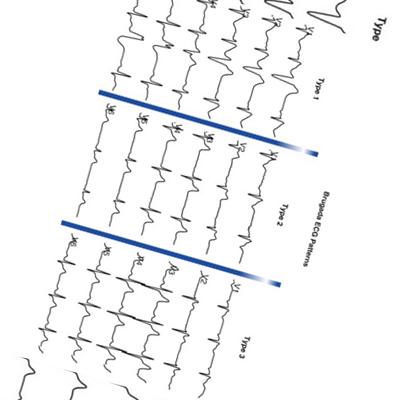 Type
Brugada ECG Patterns
Type 1
V1
V2
Type 2
V1
V2
V3
V4
V5
V6
Type 3
V1
V2
V3
V4
V5
V6